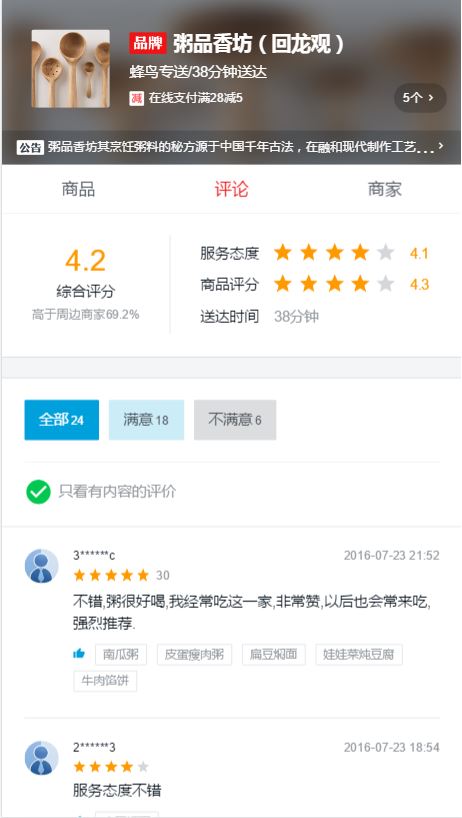 品牌 粥品香坊（回龙观）
蜂鸟专送/38分钟送达
减 在线支付满28减5
5个 >
公告 粥品香坊其烹饪粥料的秘方源于中国千年古法，在融和现代制作工艺... >
商品 评论 商家
4.2
综合评分
高于周边商家69.2%
服务态度 4.1
商品评分 4.3
送达时间 38分钟
全部 24 满意 18 不满意 6
只看有内容的评价
3******c 2016-07-23 21:52
30
不错,粥很好喝,我经常吃这一家,非常赞,以后也会常来吃,
强烈推荐.
南瓜粥 皮蛋瘦肉粥 扁豆焖面 娃娃菜炖豆腐
牛肉馅饼
2******3 2016-07-23 18:54
服务态度不错